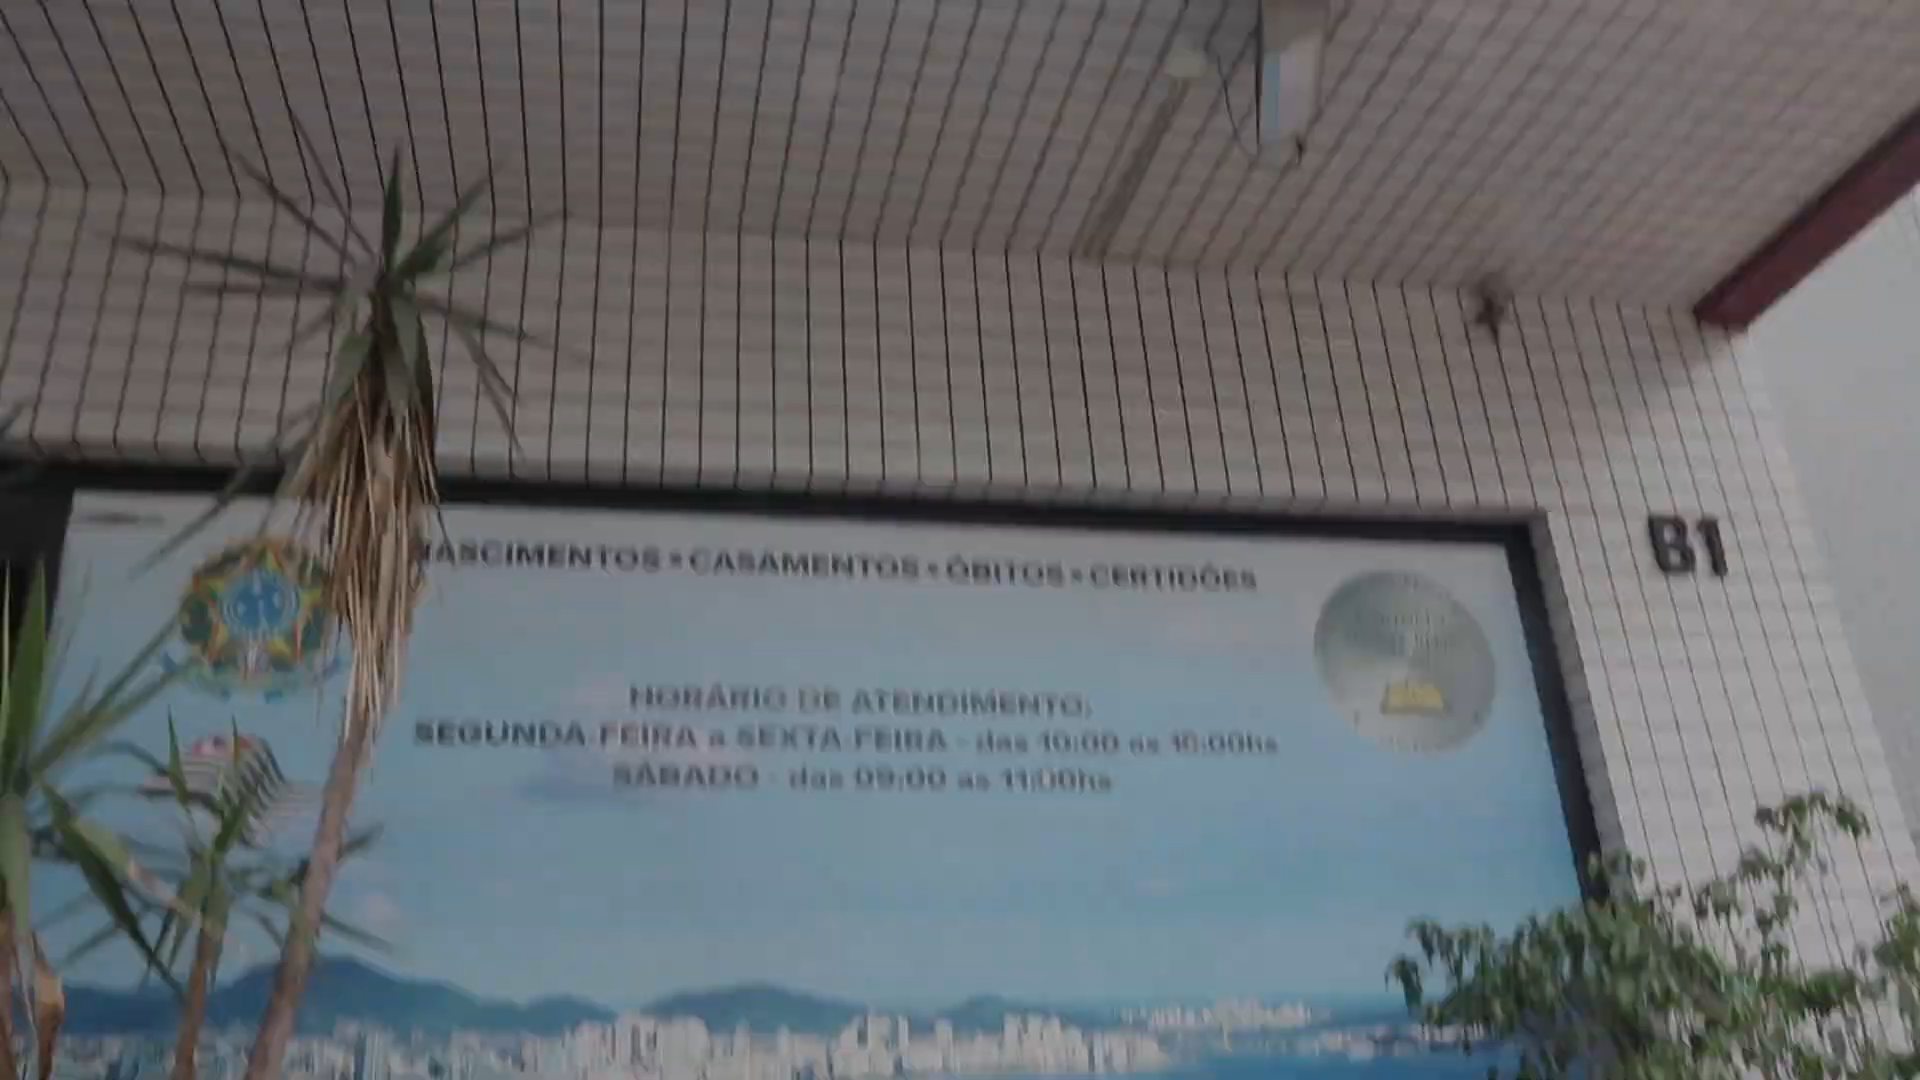 NASCIMENTOS • CASAMENTOS • ÓBITOS • CERTIDÕES
HORÁRIO DE ATENDIMENTO:
SEGUNDA-FEIRA a SEXTA-FEIRA - das 10:00 as 16:00hs
SÁBADO - das 09:00 as 11:00hs
81